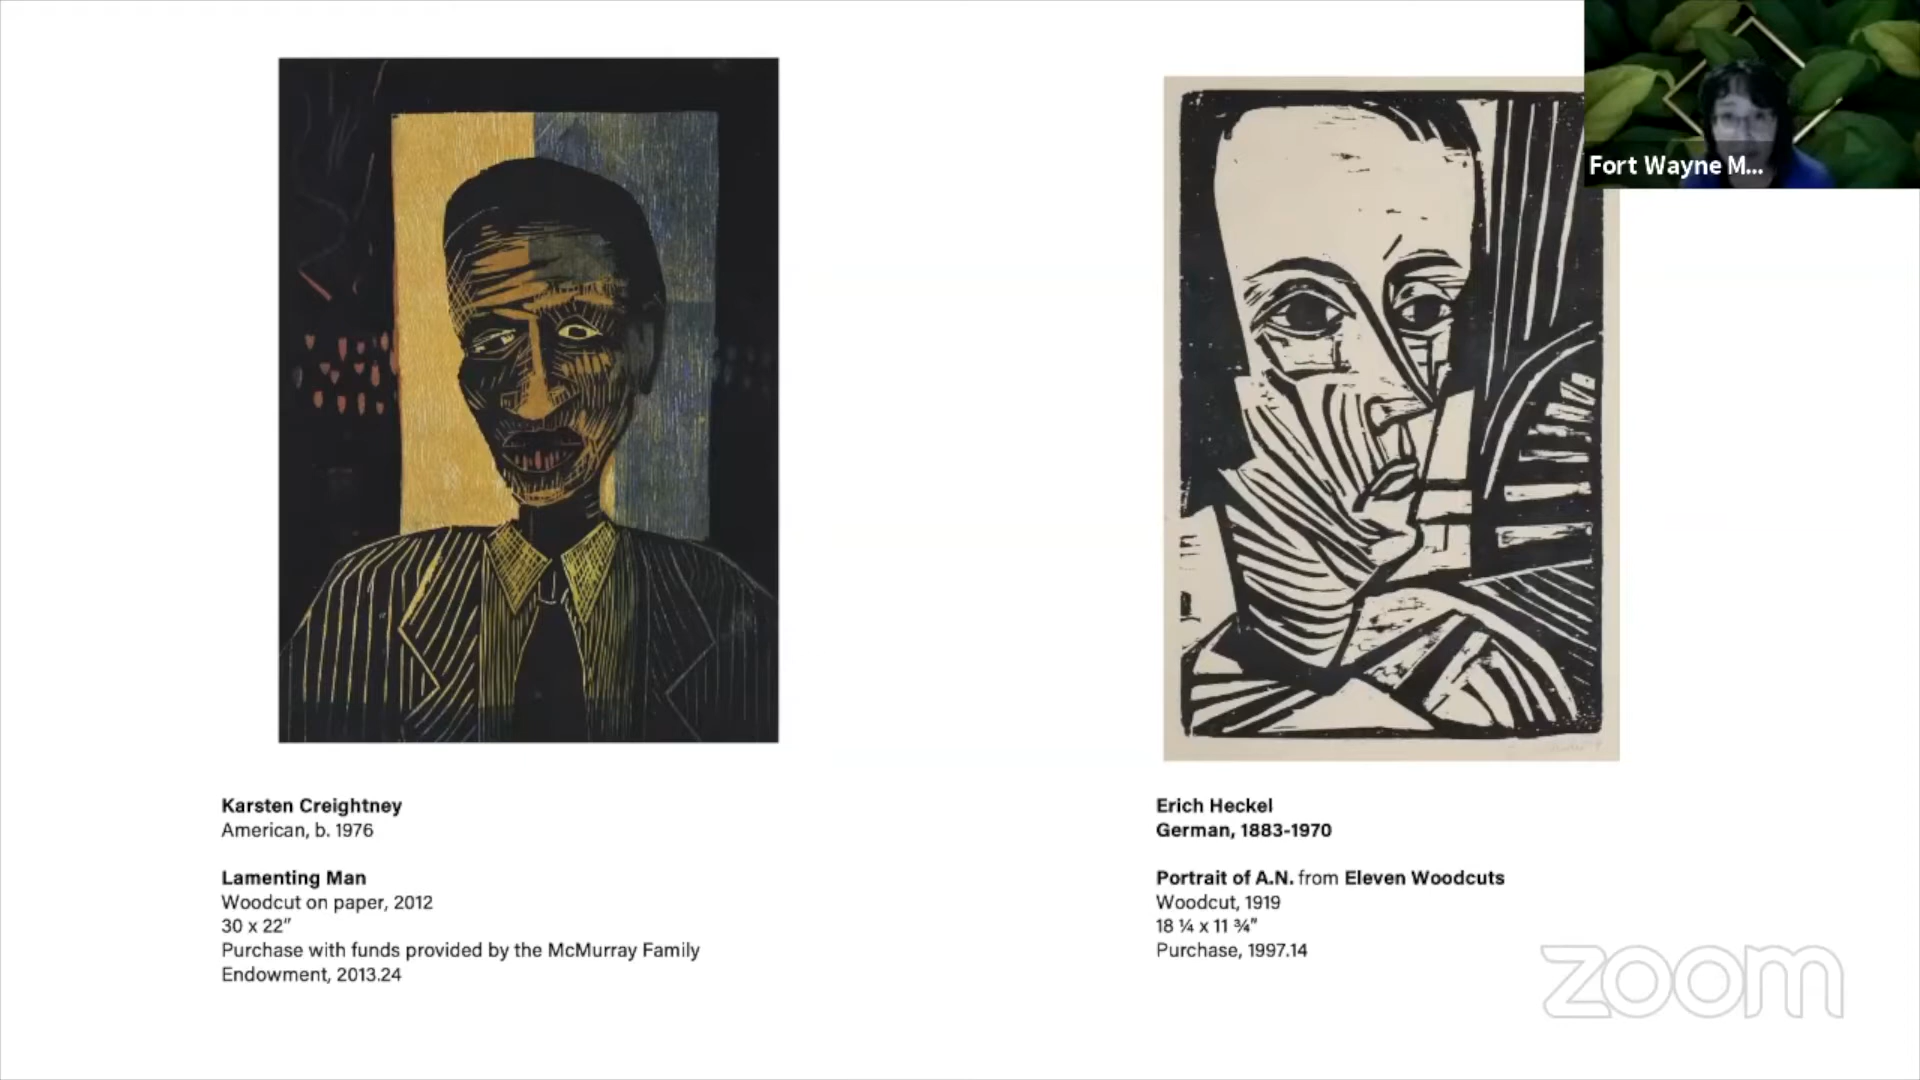 Fort Wayne M...
Karsten Creightney
American, b. 1976
Lamenting Man
Woodcut on paper, 2012
30 x 22"
Purchase with funds provided by the McMurray Family
Endowment, 2013.24
Erich Heckel
German, 1883-1970
Portrait of A.N. from Eleven Woodcuts
Woodcut, 1919
18 ¼ x 11 ¾"
Purchase, 1997.14
zoom